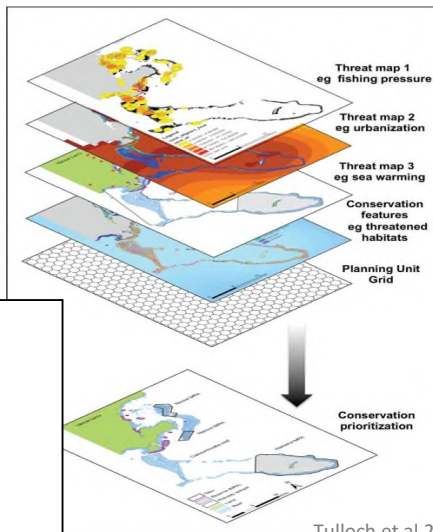 Threat map 1
eg fishing pressure
Threat map 2
eg urbanization
Threat map 3
eg sea warming
Conservation
features
eg threatened
habitats
Planning Unit
Grid
Conservation
prioritization
Tulloch et al 2